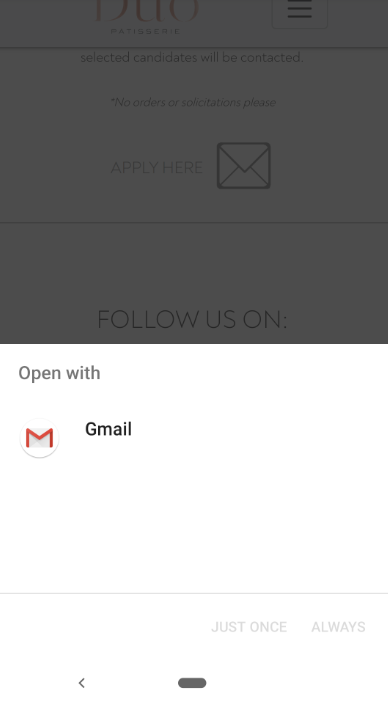 Duo
PATISSERIE
selected candidates will be contacted.
*No orders or solicitations please
APPLY HERE
FOLLOW US ON:
Open with
Gmail
JUST ONCE ALWAYS